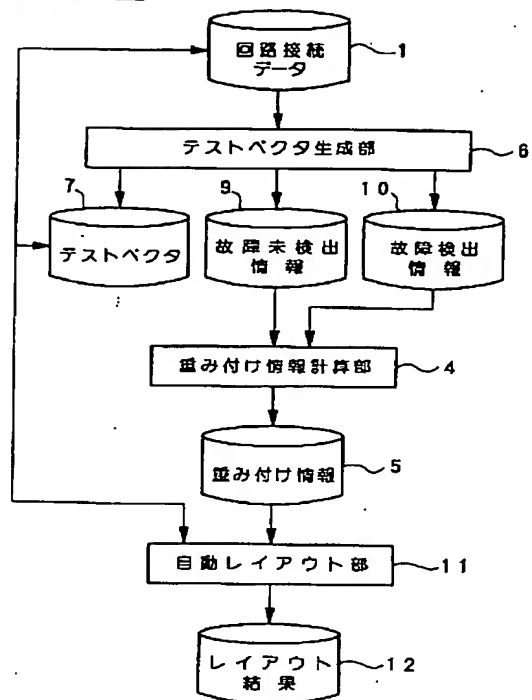 回路接続
データ
1
テストベクタ生成部
6
7
9
10
テストベクタ
故障未検出
情報
故障検出
情報
重み付け情報計算部
4
重み付け情報
5
自動レイアウト部
11
レイアウト
結果
12